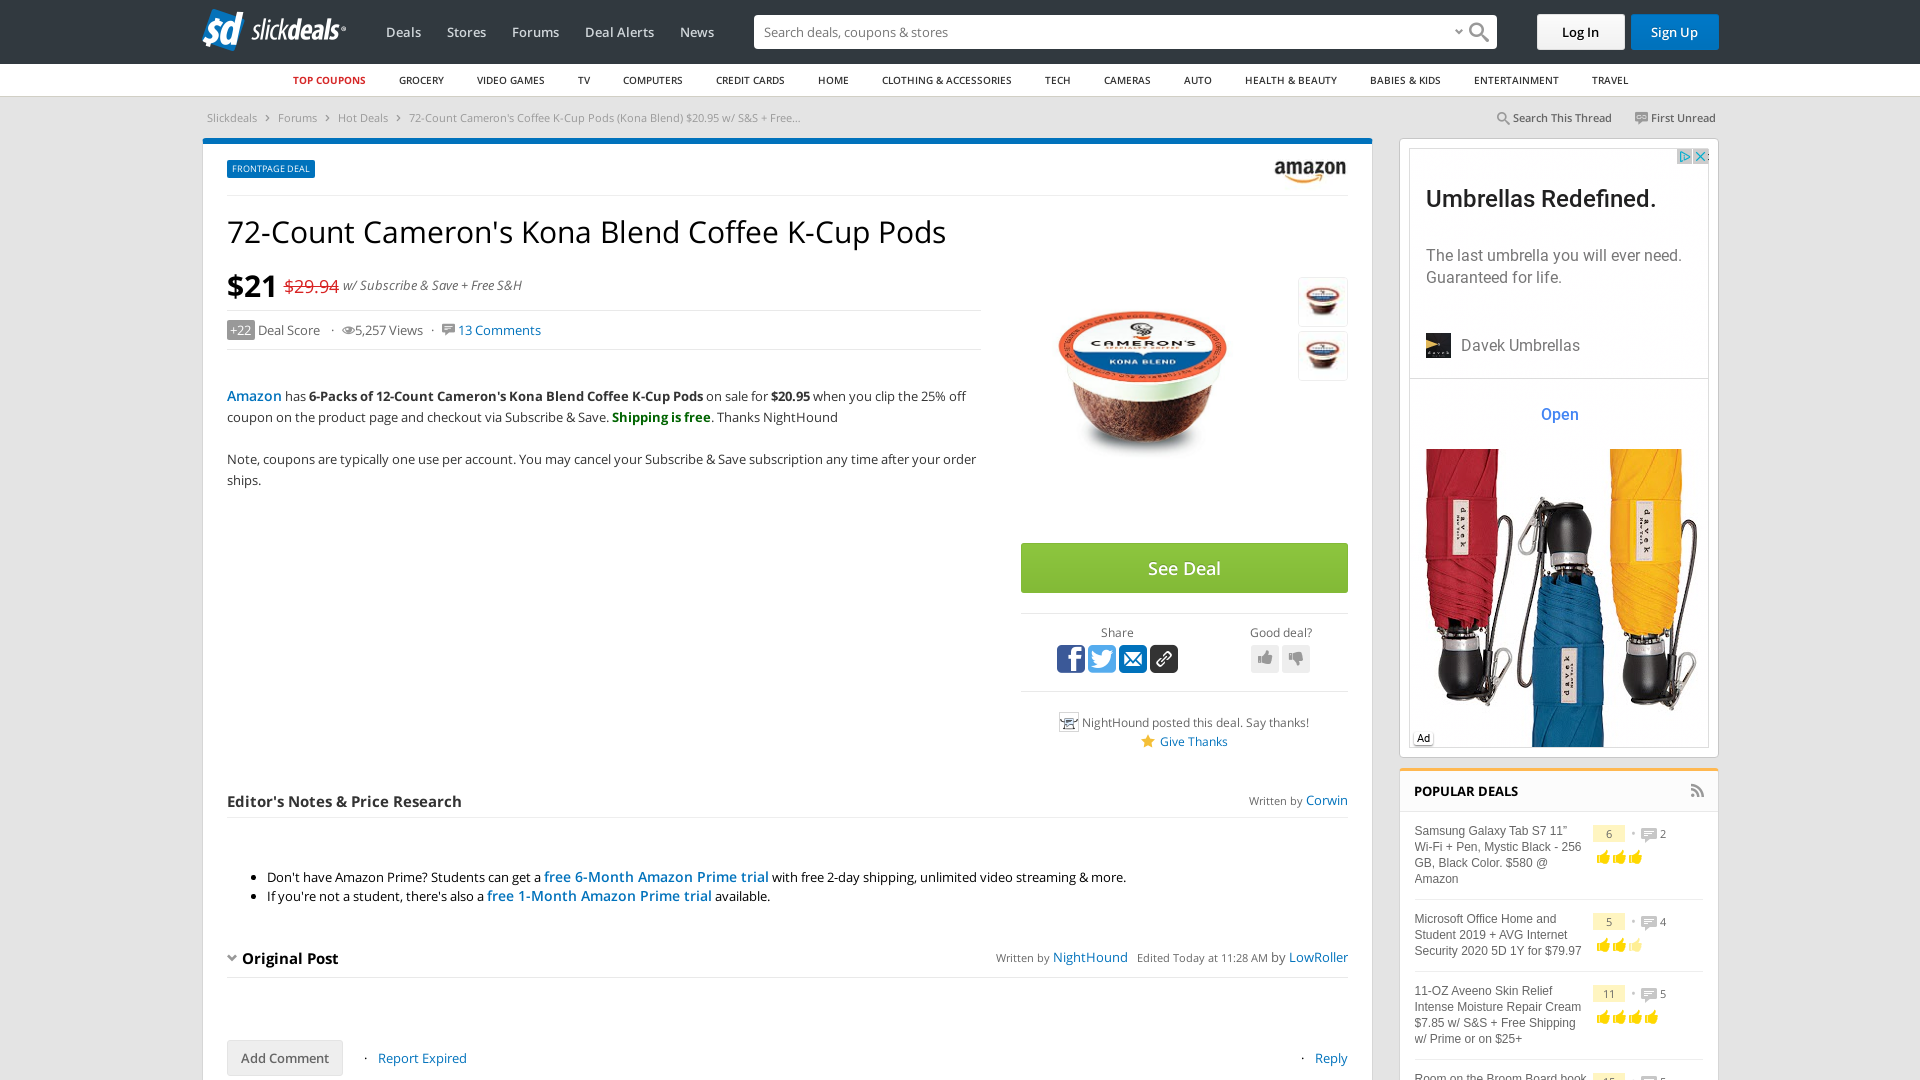 slickdeals
Deals
Stores
Forums
Deal Alerts
News
Search deals, coupons & stores
Log In
Sign Up
TOP COUPONS
GROCERY
VIDEO GAMES
TV
COMPUTERS
CREDIT CARDS
HOME
CLOTHING & ACCESSORIES
TECH
CAMERAS
AUTO
HEALTH & BEAUTY
BABIES & KIDS
ENTERTAINMENT
TRAVEL
Slickdeals › Forums › Hot Deals › 72-Count Cameron's Coffee K-Cup Pods (Kona Blend) $20.95 w/ S&S + Free...
Search This Thread
First Unread
FRONTPAGE DEAL
amazon
72-Count Cameron's Kona Blend Coffee K-Cup Pods
$21 $29.94 w/ Subscribe & Save + Free S&H
+22 Deal Score · 5,257 Views · 13 Comments
Amazon has 6-Packs of 12-Count Cameron's Kona Blend Coffee K-Cup Pods on sale for $20.95 when you clip the 25% off
coupon on the product page and checkout via Subscribe & Save. Shipping is free. Thanks NightHound
Note, coupons are typically one use per account. You may cancel your Subscribe & Save subscription any time after your order
ships.
CAMERON'S
KONA BLEND
See Deal
Share
Good deal?
NightHound posted this deal. Say thanks!
Give Thanks
Editor's Notes & Price Research
Written by Corwin
• Don't have Amazon Prime? Students can get a free 6-Month Amazon Prime trial with free 2-day shipping, unlimited video streaming & more.
• If you're not a student, there's also a free 1-Month Amazon Prime trial available.
Original Post
Written by NightHound Edited Today at 11:28 AM by LowRoller
Add Comment
· Report Expired
· Reply
Umbrellas Redefined.
The last umbrella you will ever need.
Guaranteed for life.
davek
Davek Umbrellas
Open
davek
davek
davek
Ad
POPULAR DEALS
Samsung Galaxy Tab S7 11”
Wi-Fi + Pen, Mystic Black - 256
GB, Black Color. $580 @
Amazon
6 • 2
Microsoft Office Home and
Student 2019 + AVG Internet
Security 2020 5D 1Y for $79.97
5 • 4
11-OZ Aveeno Skin Relief
Intense Moisture Repair Cream
$7.85 w/ S&S + Free Shipping
w/ Prime or on $25+
11 • 5
Room on the Broom Board book